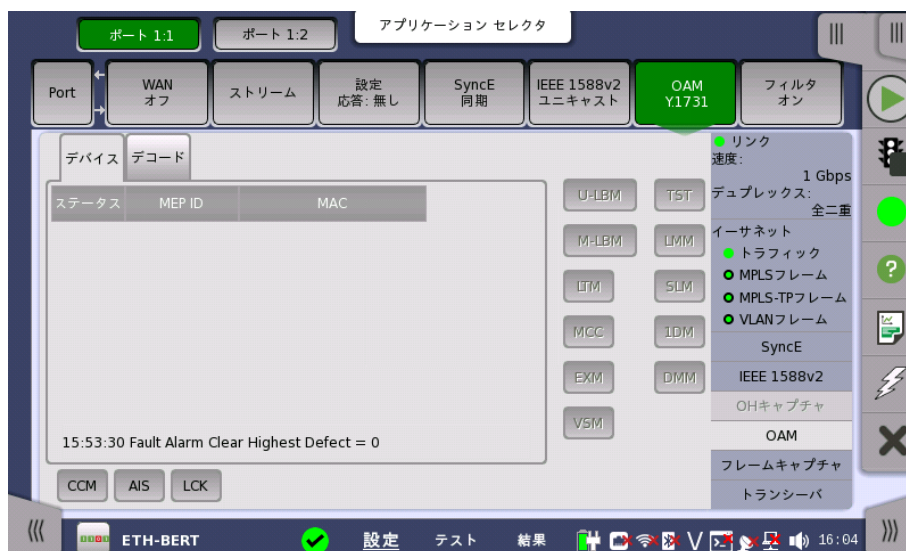 アプリケーション セレクタ
ポート 1:1
ポート 1:2
Port
WAN
オフ
ストリーム
設定
応答: 無し
SyncE
同期
IEEE 1588v2
ユニキャスト
OAM
Y.1731
フィルタ
オン
デバイス
デコード
ステータス
MEP ID
MAC
15:53:30 Fault Alarm Clear Highest Defect = 0
U-LBM
TST
M-LBM
LMM
LTM
SLM
MCC
1DM
EXM
DMM
VSM
CCM
AIS
LCK
リンク
速度:
1 Gbps
デュプレックス:
全二重
イーサネット
トラフィック
MPLSフレーム
MPLS-TPフレーム
VLANフレーム
SyncE
IEEE 1588v2
OHキャプチャ
OAM
フレームキャプチャ
トランシーバ
ETH-BERT
設定
テスト
結果
16:04